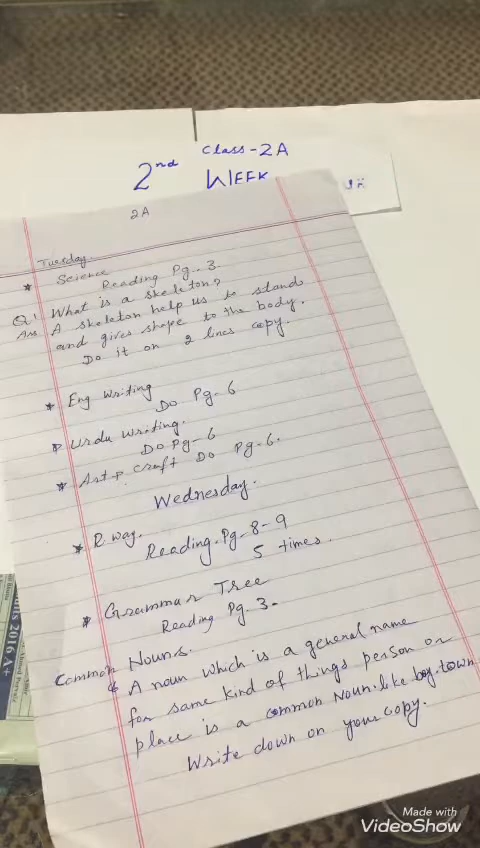 Class-2A
2nd WEEK
2A
Tuesday.
* Science
Reading Pg-3.
Q1 What is a skeleton?
Ans A skeleton help us to stand
and gives shape to the body.
Do it on 2 lines copy.
* Eng Writing
Do Pg-6
* Urdu Writing.
Do Pg-6
* Art & craft Do Pg-6.
Wednesday.
* R. way.
Reading.Pg-8-9
5 times.
* Grammar Tree
Reading Pg 3-
Common Nouns.
A noun which is a general name
for same kind of things person or
place is a common Noun.like boy.town
Write down on your copy.
2016 A+
Made with
VideoShow